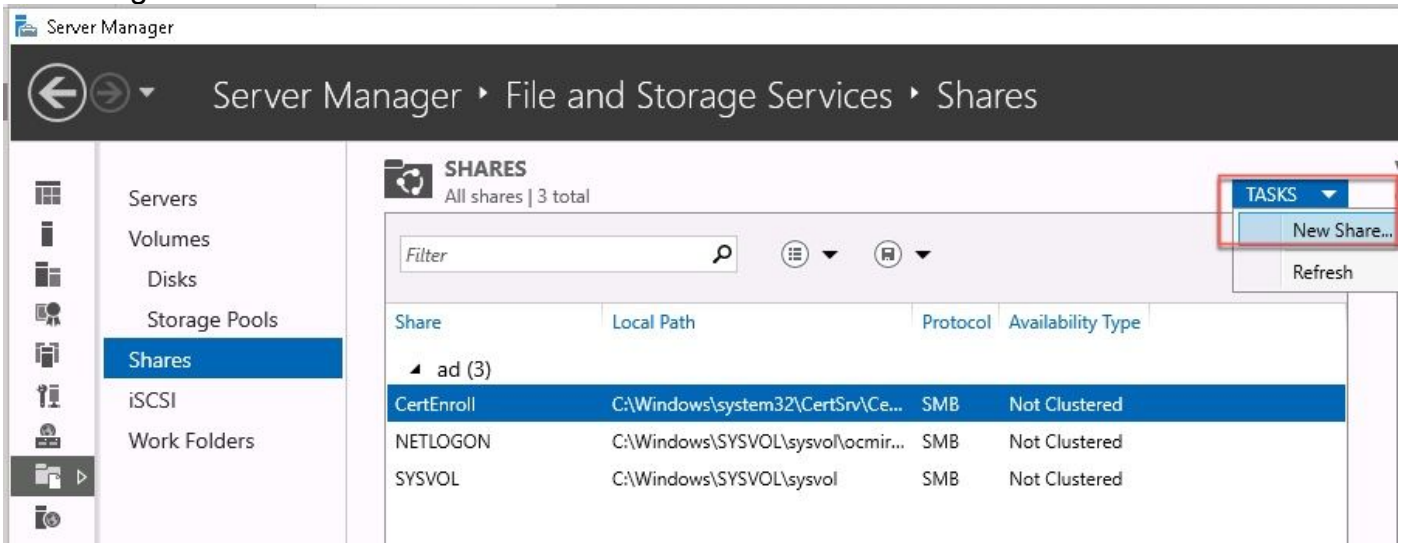 Server Manager
Server Manager ‣ File and Storage Services ‣ Shares
SHARES
All shares | 3 total
TASKS
New Share...
Refresh
Servers
Volumes
Disks
Storage Pools
Shares
iSCSI
Work Folders
Filter
Share Local Path Protocol Availability Type
ad (3)
CertEnroll C:\Windows\system32\CertSrv\Ce... SMB Not Clustered
NETLOGON C:\Windows\SYSVOL\sysvol\ocmir... SMB Not Clustered
SYSVOL C:\Windows\SYSVOL\sysvol SMB Not Clustered